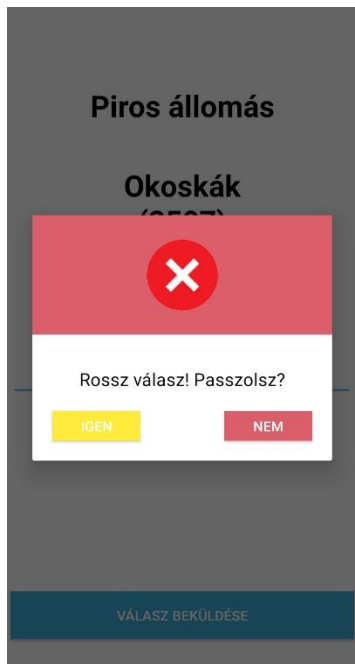 Piros állomás
Okoskák
Rossz válasz! Passzolsz?
IGEN
NEM
VÁLASZ BEKÜLDÉSE